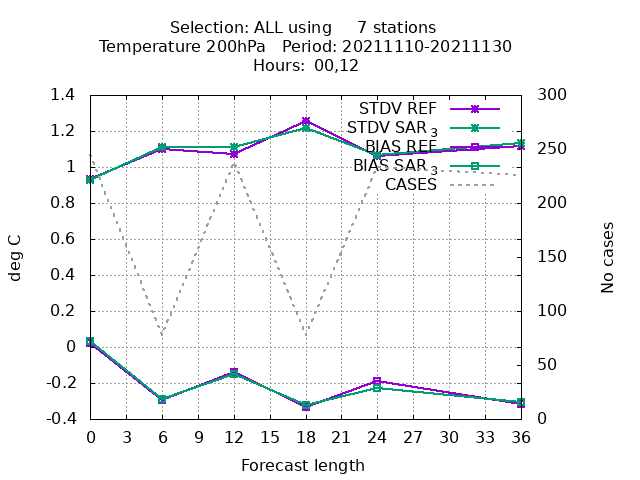 Selection: ALL using     7 stations
Temperature 200hPa   Period: 20211110-20211130
Hours:  00,12
1.4
1.2
1
0.8
0.6
0.4
0.2
0
-0.2
-0.4
deg C
STDV REF
STDV SAR3
BIAS REF
BIAS SAR3
CASES
300
250
200
150
100
50
0
No cases
0 3 6 9 12 15 18 21 24 27 30 33 36
Forecast length